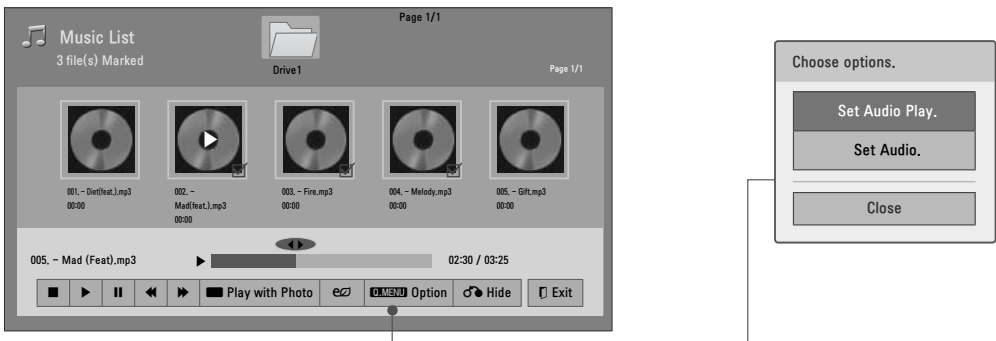 Page 1/1
Music List
3 file(s) Marked
Drive1
Page 1/1
001. - Diet(feat.).mp3
00:00
002. -
Mad(feat.).mp3
00:00
003. - Fire.mp3
00:00
004. - Melody.mp3
00:00
005. - Gift.mp3
00:00
005. - Mad (Feat).mp3
02:30 / 03:25
Play with Photo
Q.MENU Option
Hide
Exit
Choose options.
Set Audio Play.
Set Audio.
Close